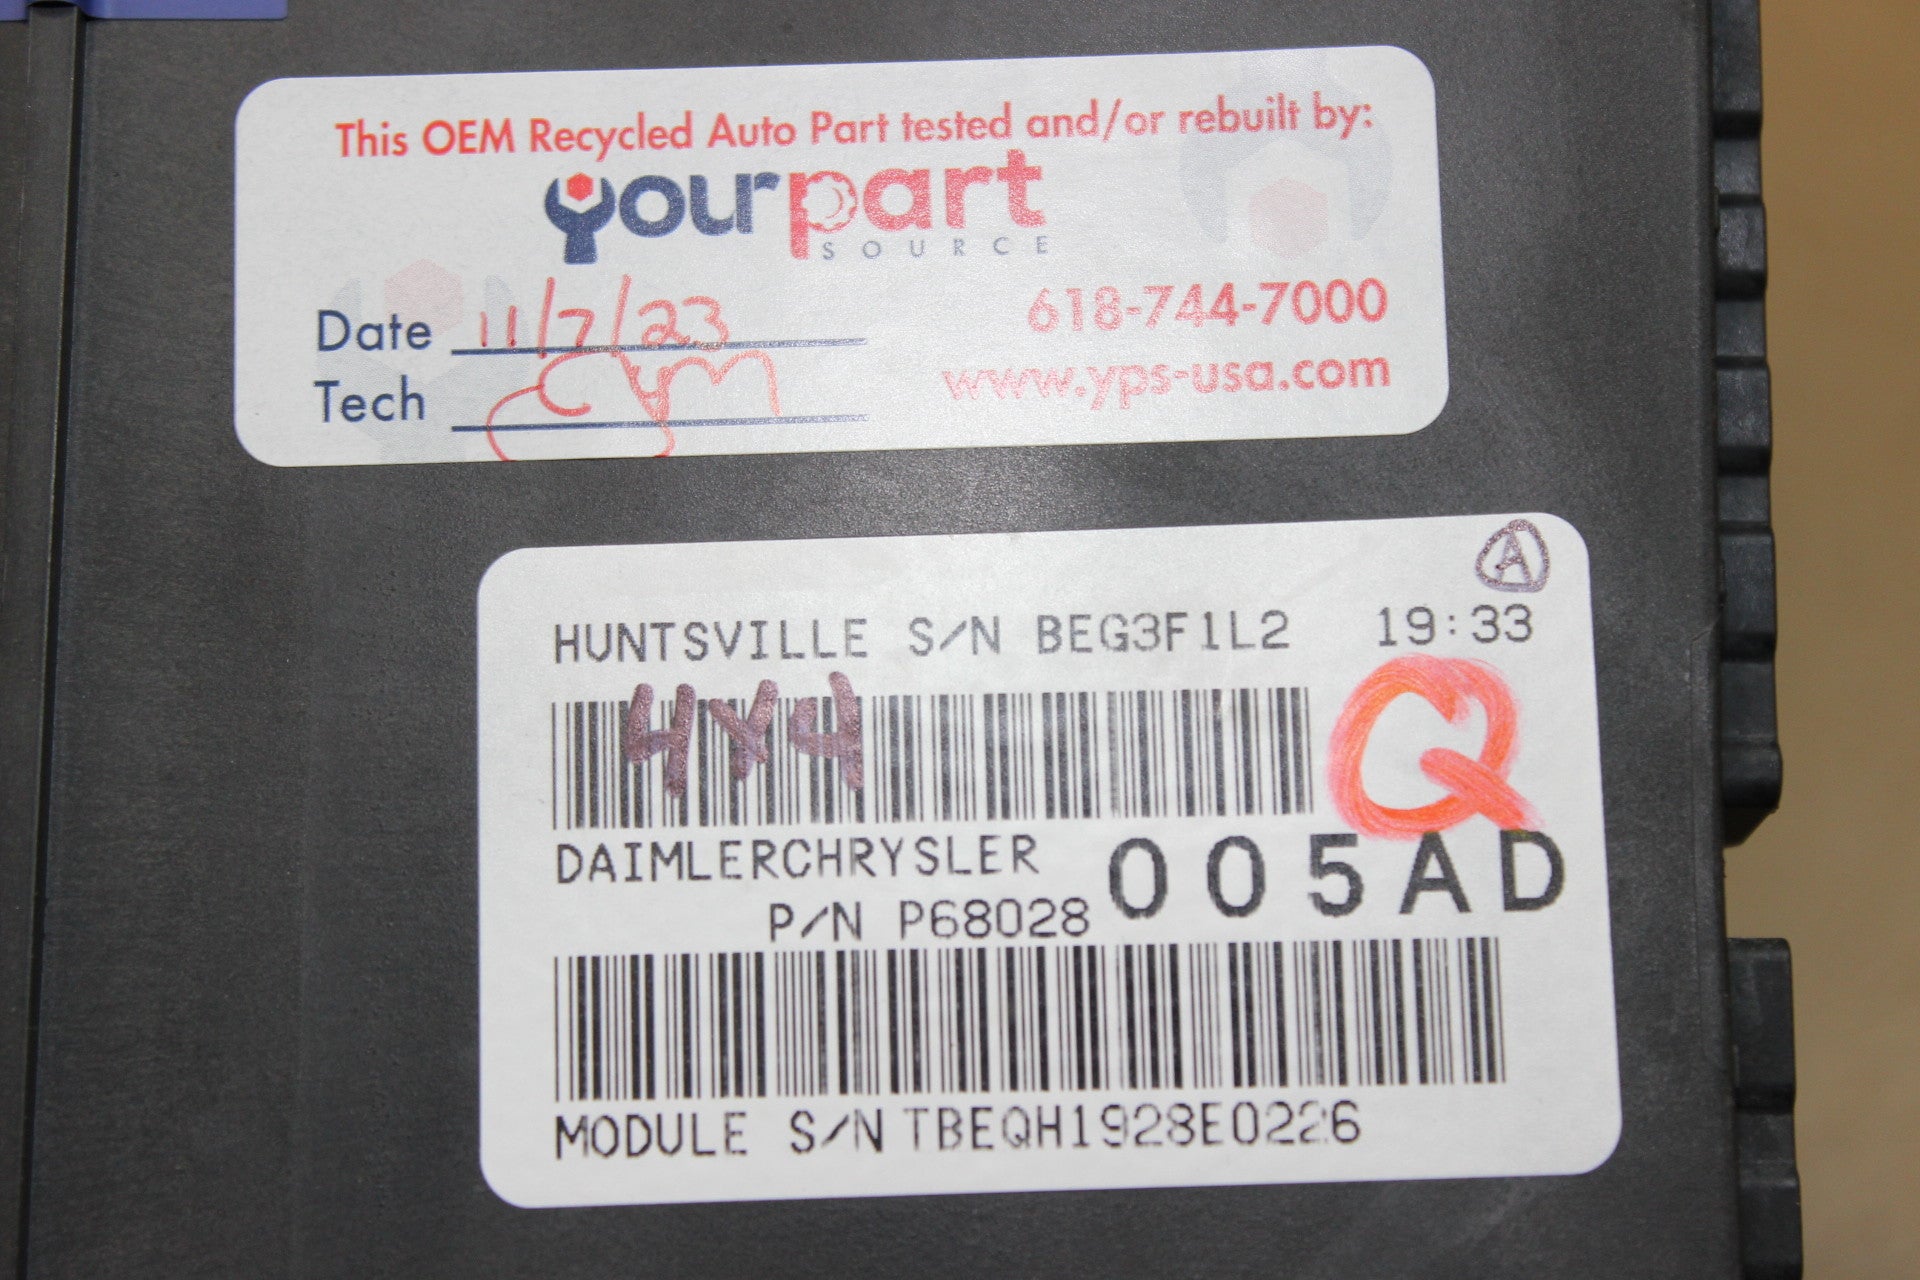 This OEM Recycled Auto Part tested and/or rebuilt by:
yourpart
SOURCE
Date 11/7/23
618-744-7000
Tech
www.yps-usa.com
A
HUNTSVILLE S/N BEG3F1L2 19:33
4x4
Q
DAIMLERCHRYSLER
P/N P68028 005AD
MODULE S/N TBEQH1928E0226